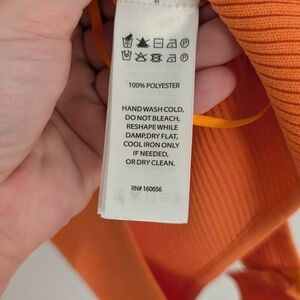 100% POLYESTER
HAND WASH COLD,
DO NOT BLEACH,
RESHAPE WHILE
DAMP,DRY FLAT,
COOL IRON ONLY
IF NEEDED,
OR DRY CLEAN.
RN# 160656